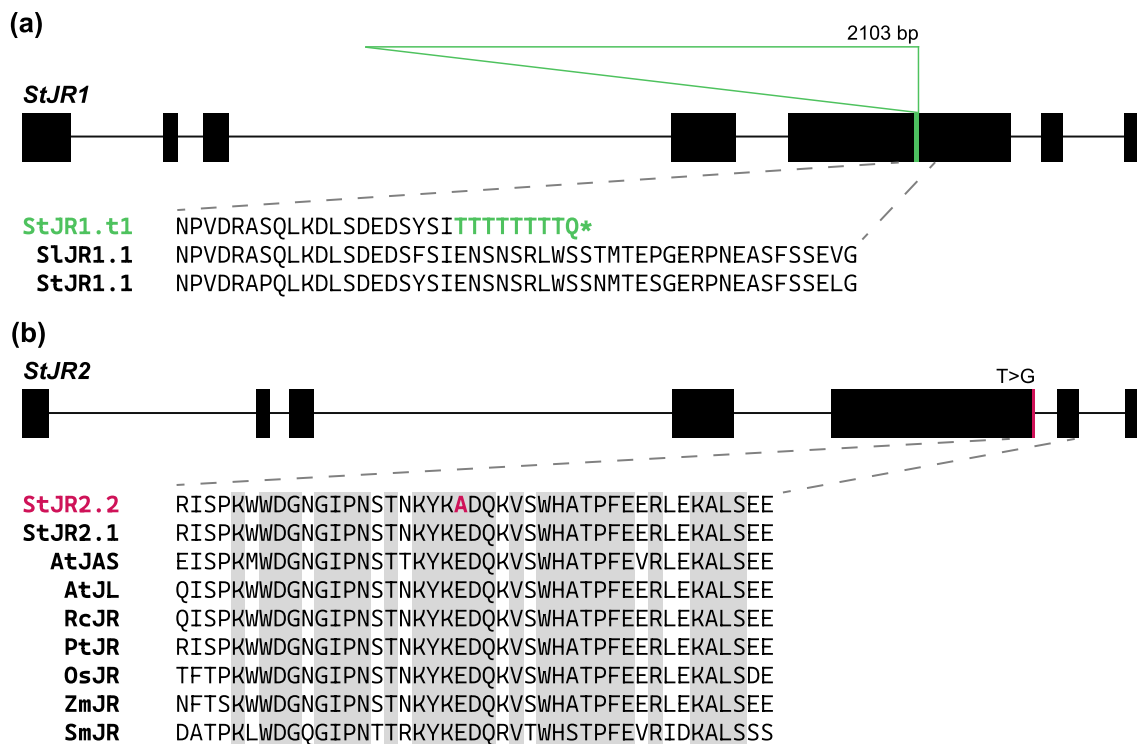 (a)
2103 bp
StJR1
StJR1.t1 NPVDRASQLKDLSDEDSYSITTTTTTTTQ*
SlJR1.1 NPVDRASQLKDLSDEDSFSIENSNSRLWSSTMTEPGERPNEASFSSEVG
StJR1.1 NPVDRAPQLKDLSDEDSYSIENSNSRLWSSNMTESGERPNEASFSSELG
(b)
StJR2
T>G
StJR2.2 RISPKWWDGNGIPNSTNKYKADQKVSWHATPFEERLEKALSEE
StJR2.1 RISPKWWDGNGIPNSTNKYKEDQKVSWHATPFEERLEKALSEE
AtJAS EISPKMWDGNGIPNSTTKYKEDQKVSWHATPFEVRLEKALSEE
AtJL QISPKWWDGNGIPNSTNKYKEDQKVSWHATPFEERLEKALSEE
RcJR QISPKWWDGNGIPNSTNKYKEDQKVSWHATPFEERLEKALSEE
PtJR RISPKWWDGNGIPNSTNKYKEDQKVSWHATPFEERLEKALSEE
OsJR TFTPKWWDGNGIPNSTNKYKEDQKVSWHATPFEERLEKALSDE
ZmJR NFTSKWWDGNGIPNSTNKYKEDQKVSWHATPFEERLEKALSEE
SmJR DATPKLWDGQGIPNTTRKYKEDQRVTWHSTPFEVRIDKALSSS